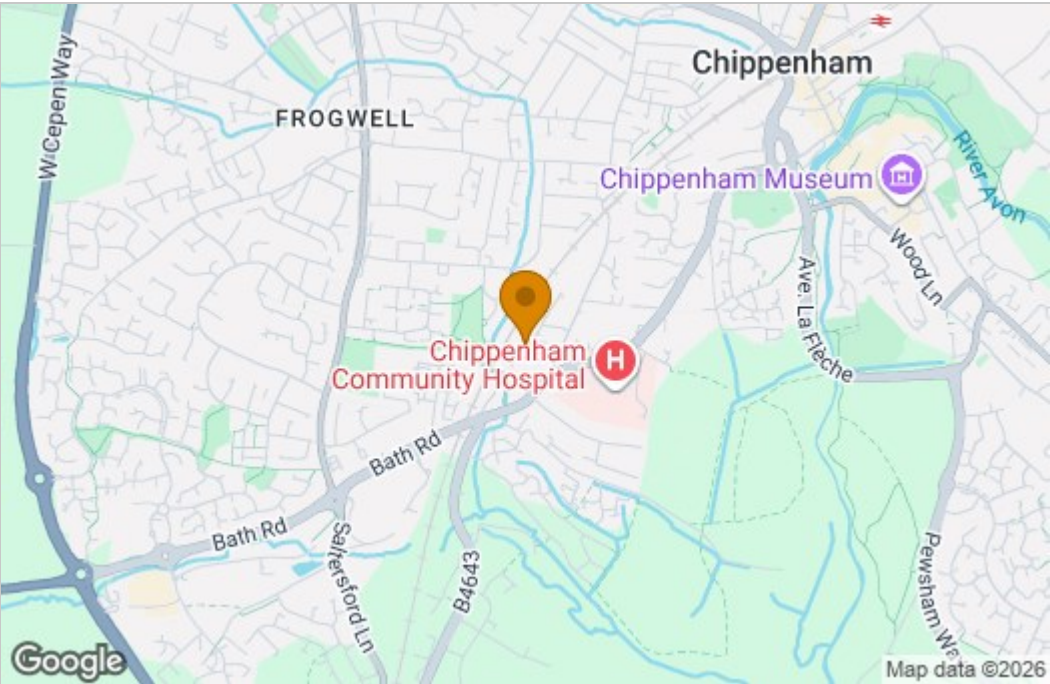 Chippenham
W Cepen Way
FROGWELL
River Avon
Chippenham Museum
Wood Ln
Ave. La Flèche
Chippenham
Community Hospital
H
Bath Rd
Bath Rd
Saltersford Ln
B4643
Pewsham Wa
Google
Map data ©2026